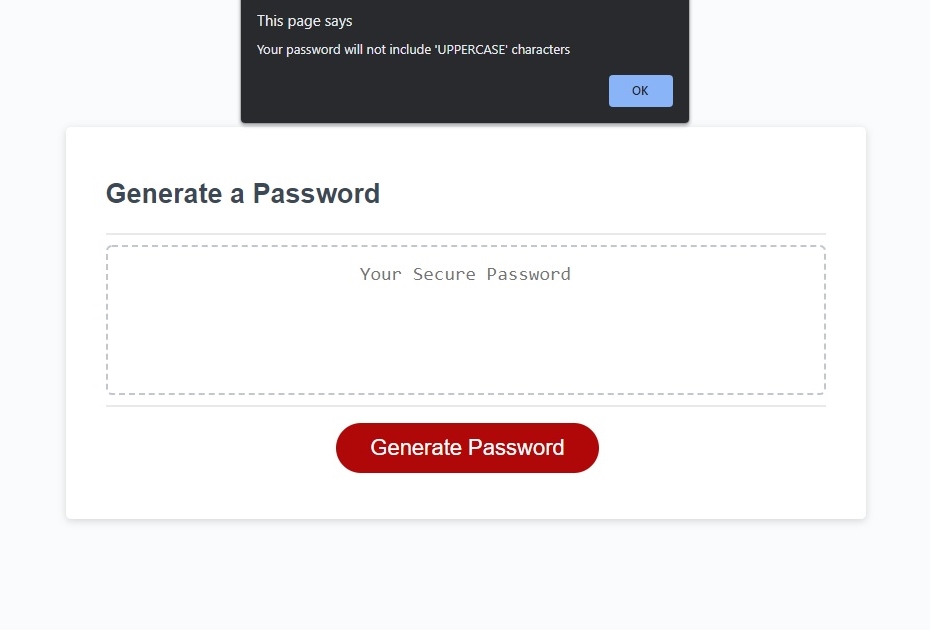 This page says
Your password will not include 'UPPERCASE' characters
OK
Generate a Password
Your Secure Password
Generate Password